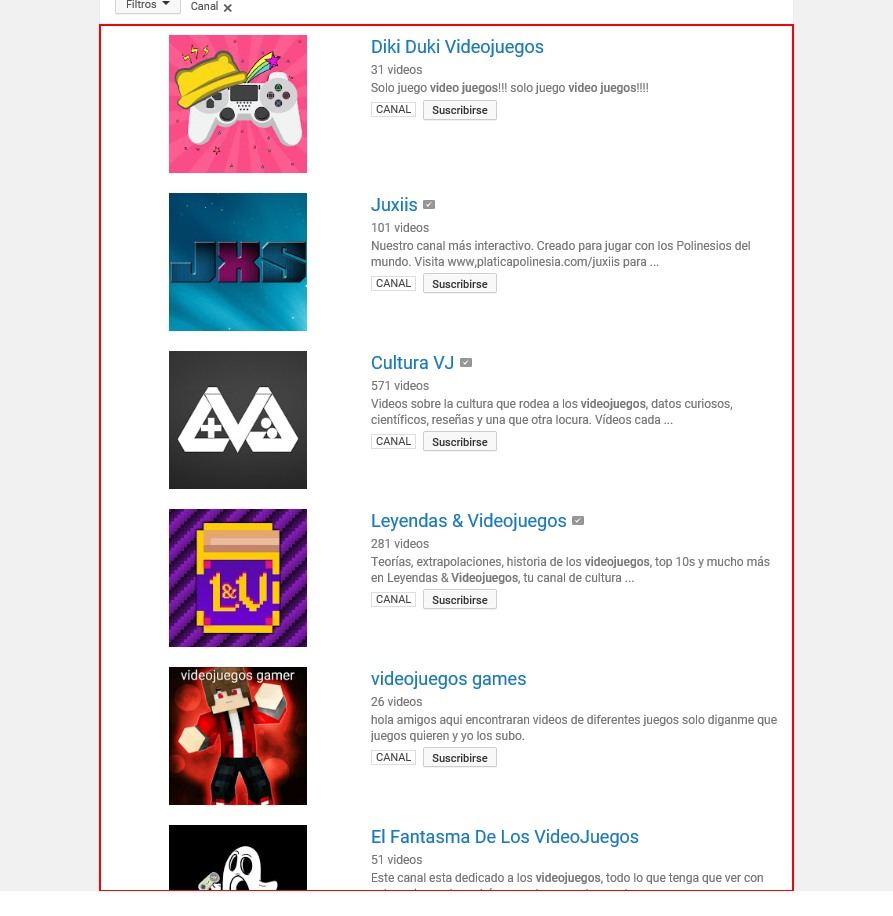 Filtros
Canal
Diki Duki Videojuegos
31 videos
Solo juego video juegos!!! solo juego video juegos!!!!
CANAL Suscribirse
JXS
Juxiis
101 videos
Nuestro canal más interactivo. Creado para jugar con los Polinesios del
mundo. Visita www,platicapolinesia.com/juxiis para ...
CANAL Suscribirse
Cultura VJ
571 videos
Videos sobre la cultura que rodea a los videojuegos, datos curiosos,
científicos, reseñas y una que otra locura. Vídeos cada ...
CANAL Suscribirse
L&V
Leyendas & Videojuegos
281 videos
Teorías, extrapolaciones, historia de los videojuegos, top 10s y mucho más
en Leyendas & Videojuegos, tu canal de cultura ...
CANAL Suscribirse
videojuegos gamer
videojuegos games
26 videos
hola amigos aqui encontraran videos de diferentes juegos solo diganme que
juegos quieren y yo los subo.
CANAL Suscribirse
El Fantasma De Los VideoJuegos
51 videos
Este canal esta dedicado a los videojuegos, todo lo que tenga que ver con